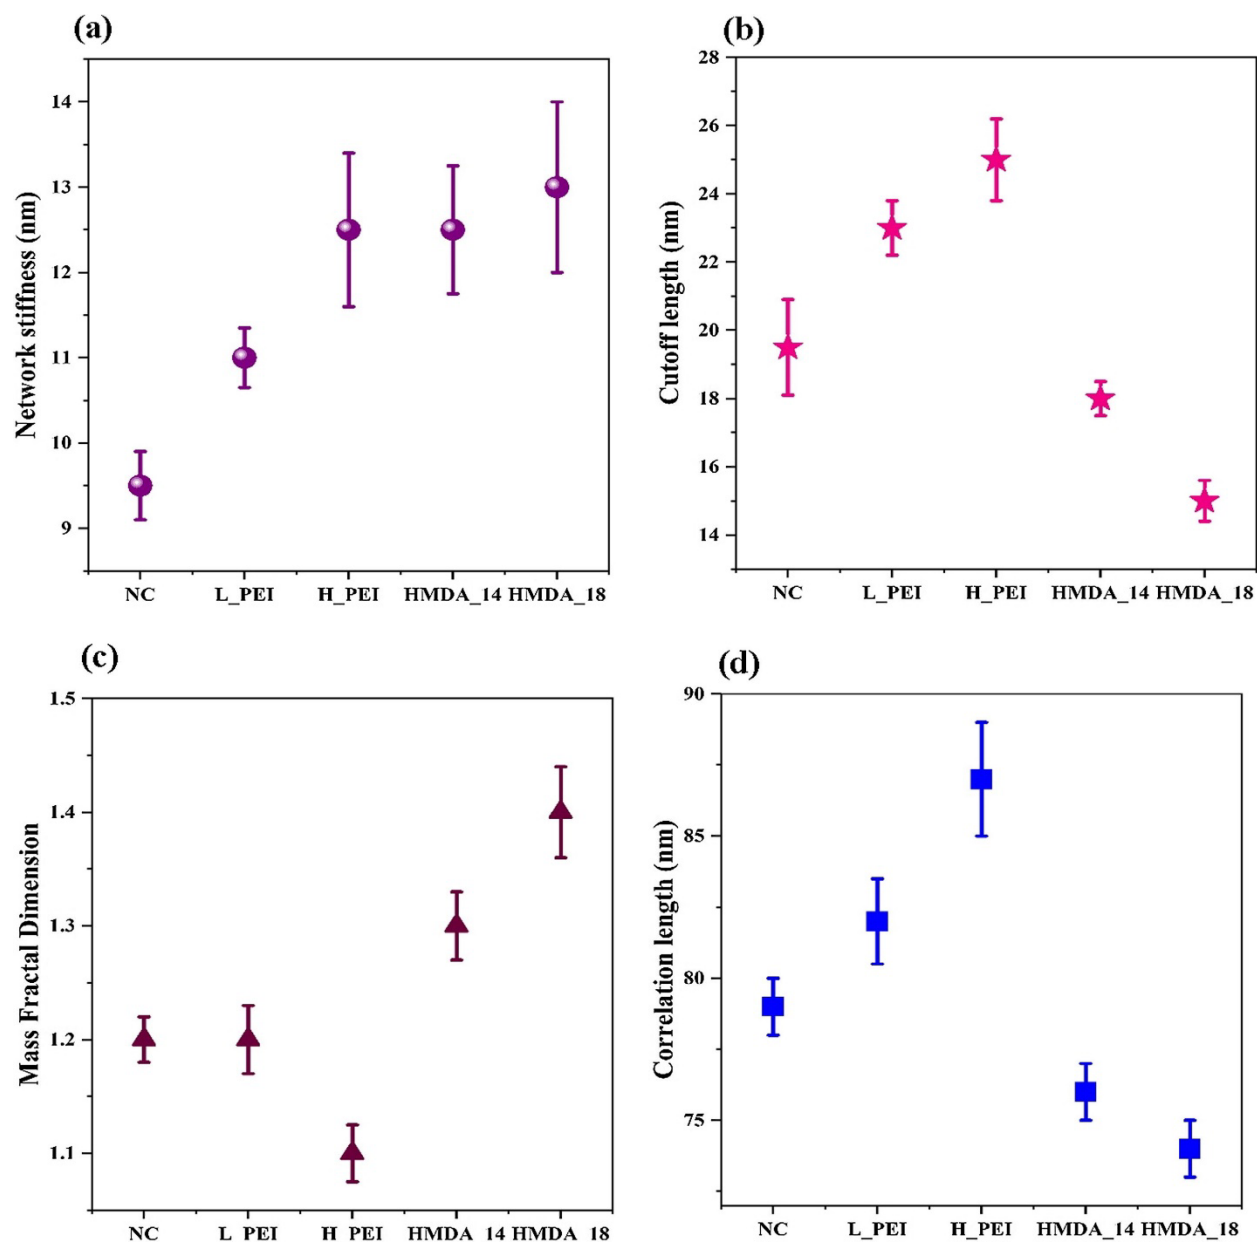 (a)
14
13
12
11
10
9
Network stiffness (nm)
NC L_PEI H_PEI HMDA_14 HMDA_18
(b)
28
26
24
22
20
18
16
14
Cutoff length (nm)
NC L_PEI H_PEI HMDA_14 HMDA_18
(c)
1.5
1.4
1.3
1.2
1.1
Mass Fractal Dimension
NC L_PEI H_PEI HMDA_14 HMDA_18
(d)
90
85
80
75
Correlation length (nm)
NC L_PEI H_PEI HMDA_14 HMDA_18